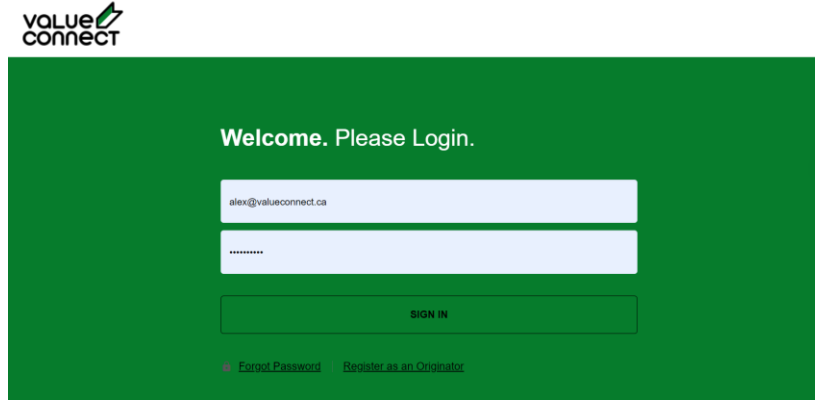 value
connect
Welcome. Please Login.
alex@valueconnect.ca
••••••••••
SIGN IN
Forgot Password Register as an Originator